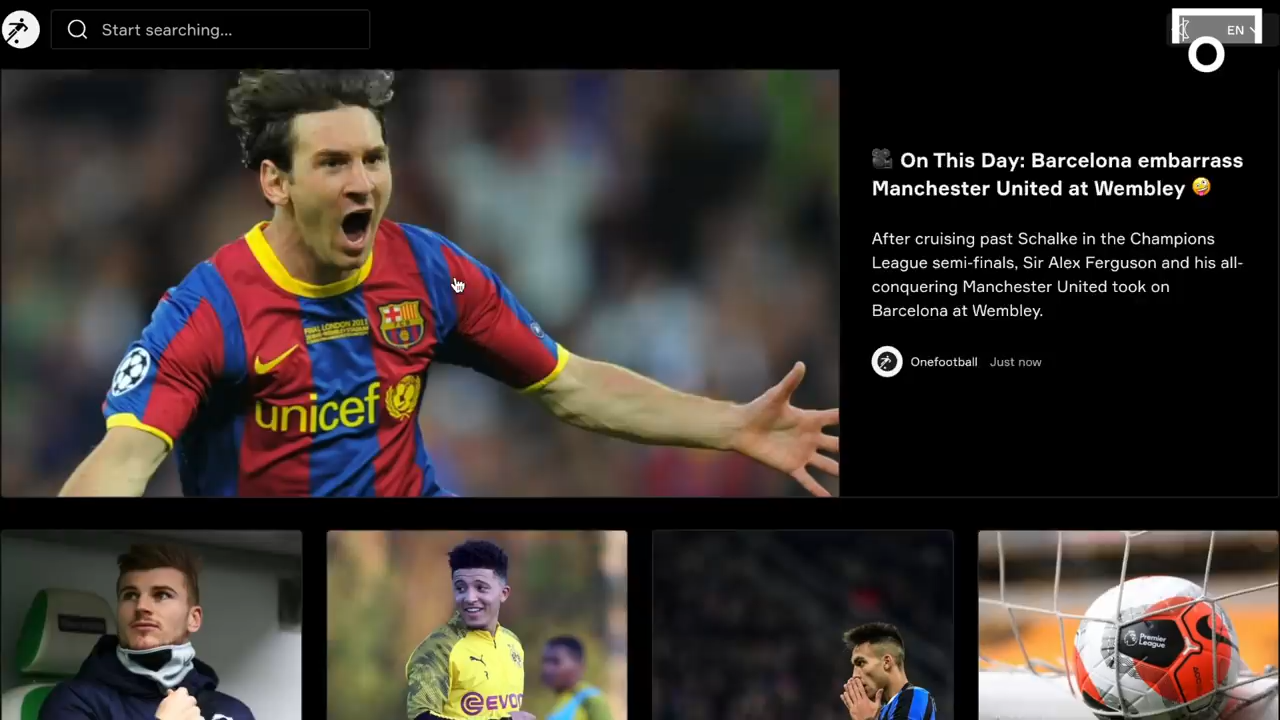 Start searching...
EN
On This Day: Barcelona embarrass
Manchester United at Wembley
After cruising past Schalke in the Champions
League semi-finals, Sir Alex Ferguson and his all-
conquering Manchester United took on
Barcelona at Wembley.
Onefootball Just now
FINAL LONDON 2011
FCB
unicef
EVO
Premier
League